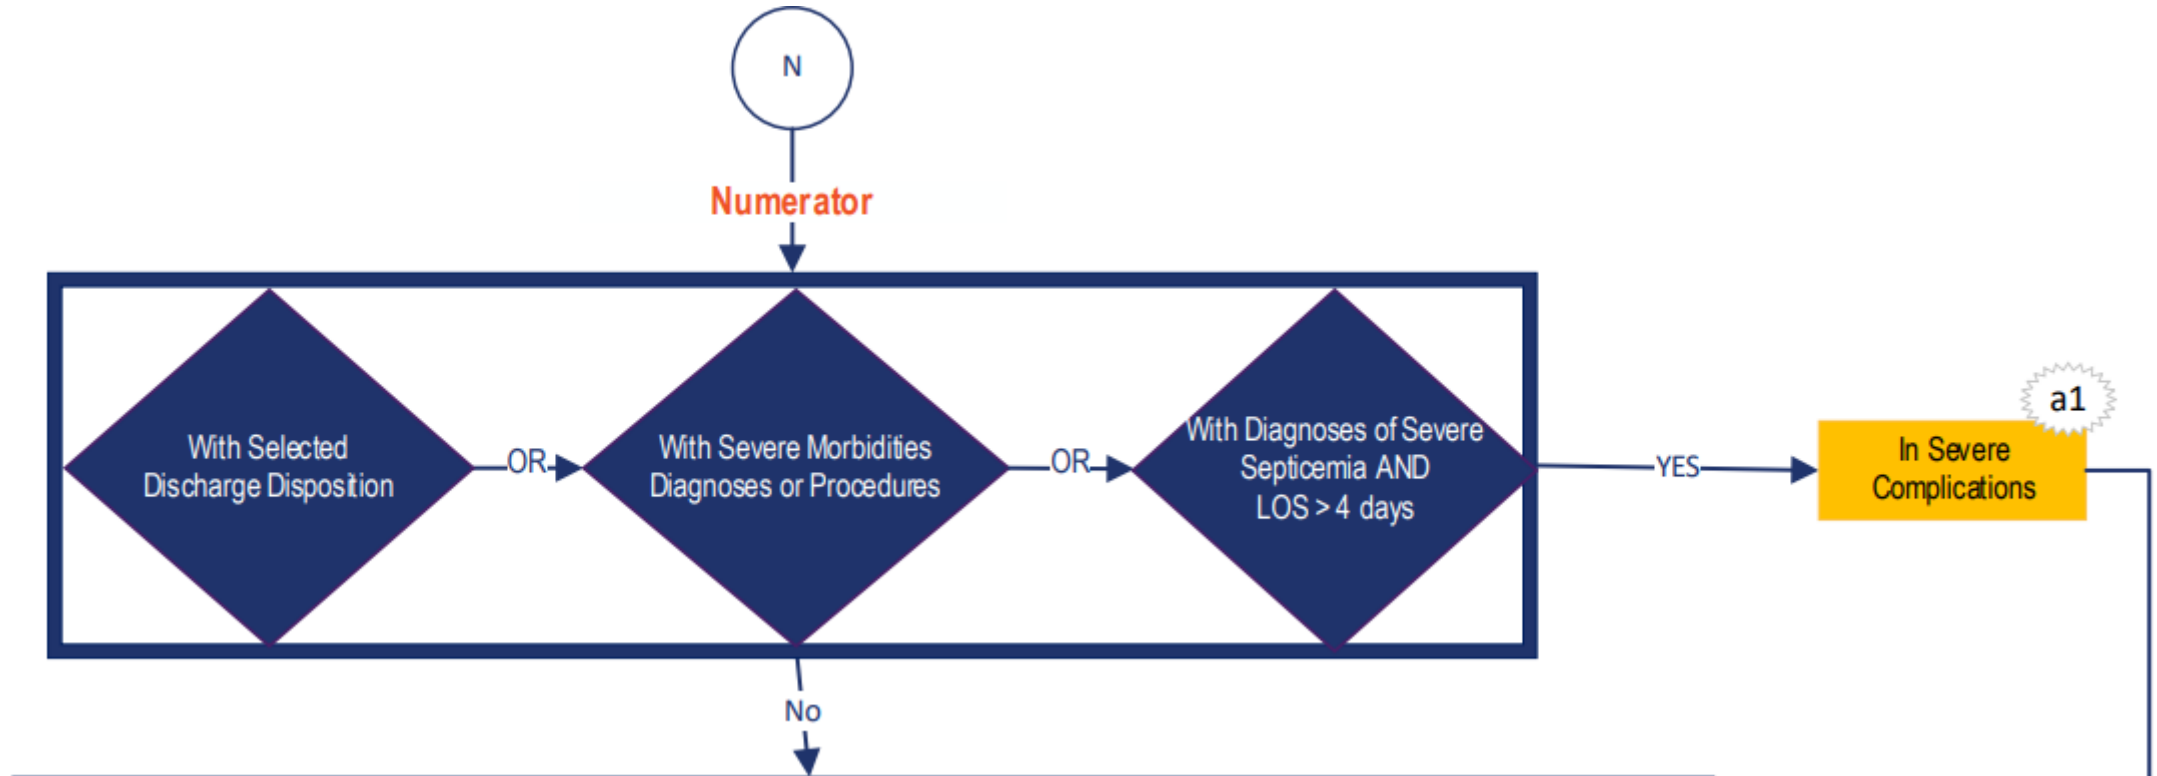 N
Numerator
With Selected
Discharge Disposition
OR
With Severe Morbidities
Diagnoses or Procedures
OR
With Diagnoses of Severe
Septicemia AND
LOS > 4 days
YES
a1
In Severe
Complications
No